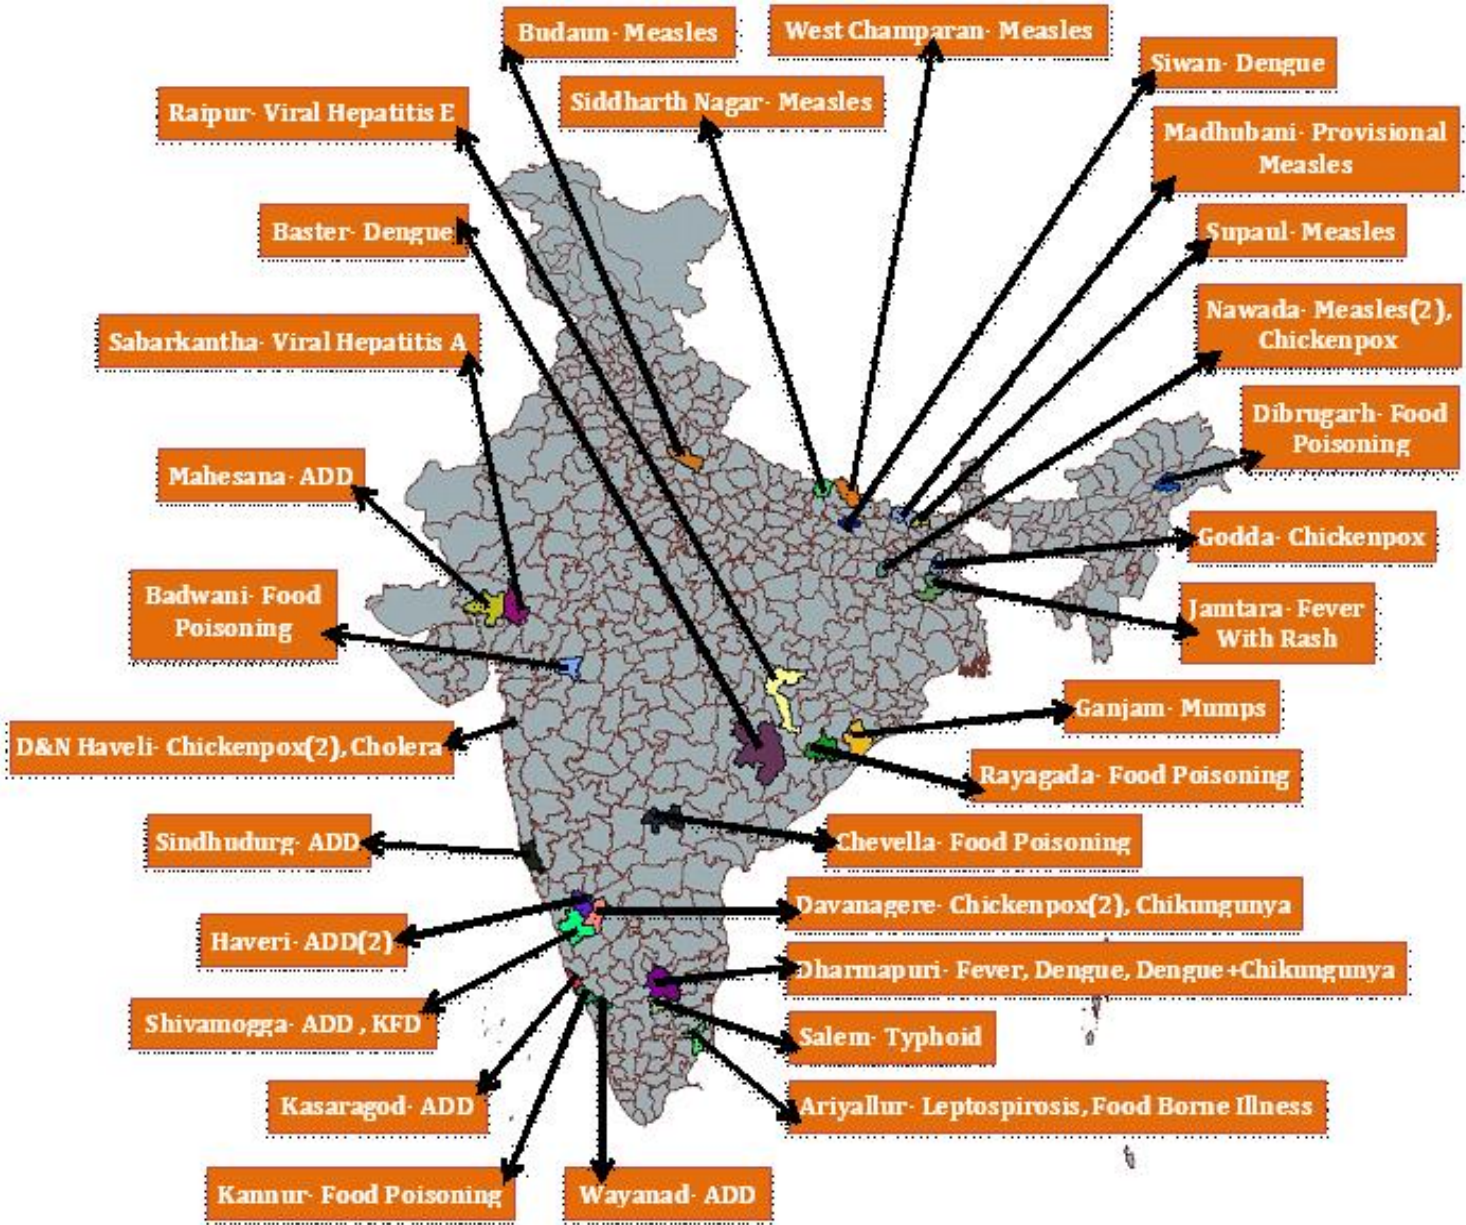 Budaun- Measles
West Champaran- Measles
Siwan- Dengue
Siddharth Nagar- Measles
Raipur- Viral Hepatitis E
Madhubani- Provisional
Measles
Baster- Dengue
Supaul- Measles
Nawada- Measles(2),
Chickenpox
Sabarkantha- Viral Hepatitis A
Dibrugarh- Food
Poisoning
Mahesana- ADD
Godda- Chickenpox
Badwani- Food
Poisoning
Jamtara- Fever
With Rash
Ganjam- Mumps
D&N Haveli- Chickenpox(2), Cholera
Rayagada- Food Poisoning
Sindhudurg- ADD
Chevella- Food Poisoning
Davanagere- Chickenpox(2), Chikungunya
Haveri- ADD(2)
Dharmapuri- Fever, Dengue, Dengue+Chikungunya
Shivamogga- ADD , KFD
Salem- Typhoid
Kasaragod- ADD
Ariyallur- Leptospirosis, Food Borne Illness
Kannur- Food Poisoning
Wayanad- ADD